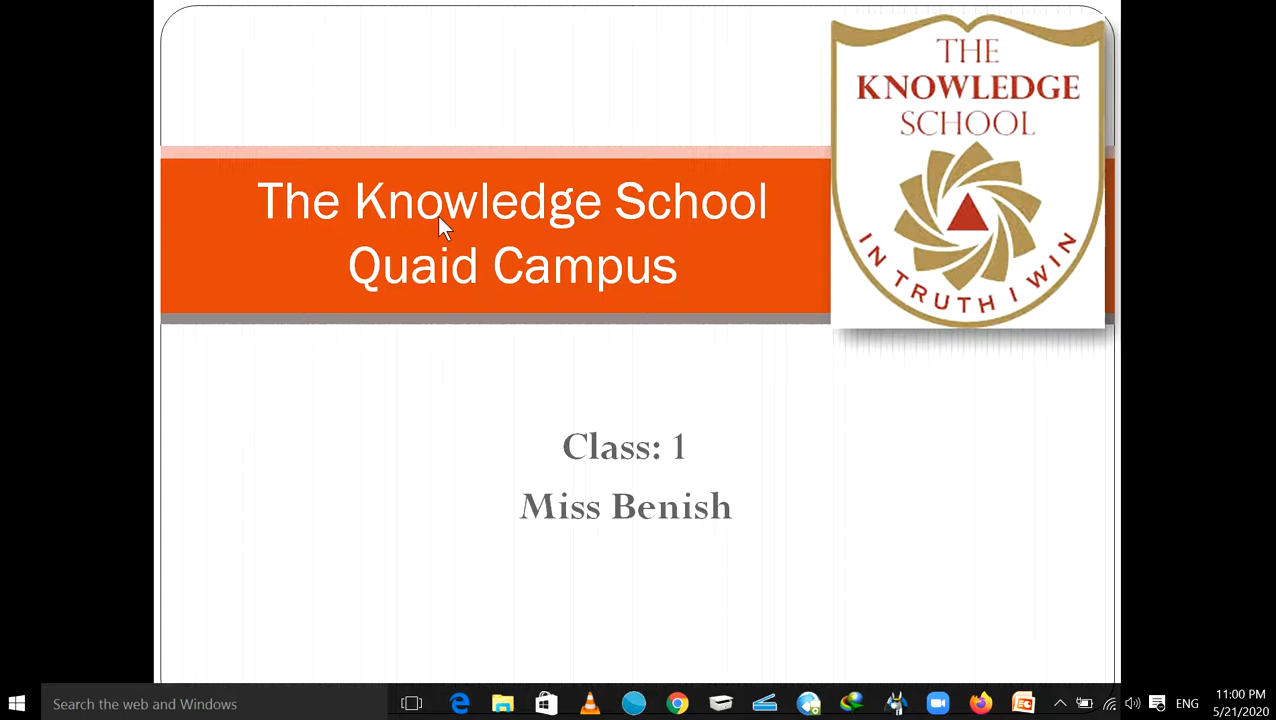 THE
KNOWLEDGE
SCHOOL
IN TRUTH I WIN
The Knowledge School
Quaid Campus
Class: 1
Miss Benish
Search the web and Windows
ENG
11:00 PM
5/21/2020